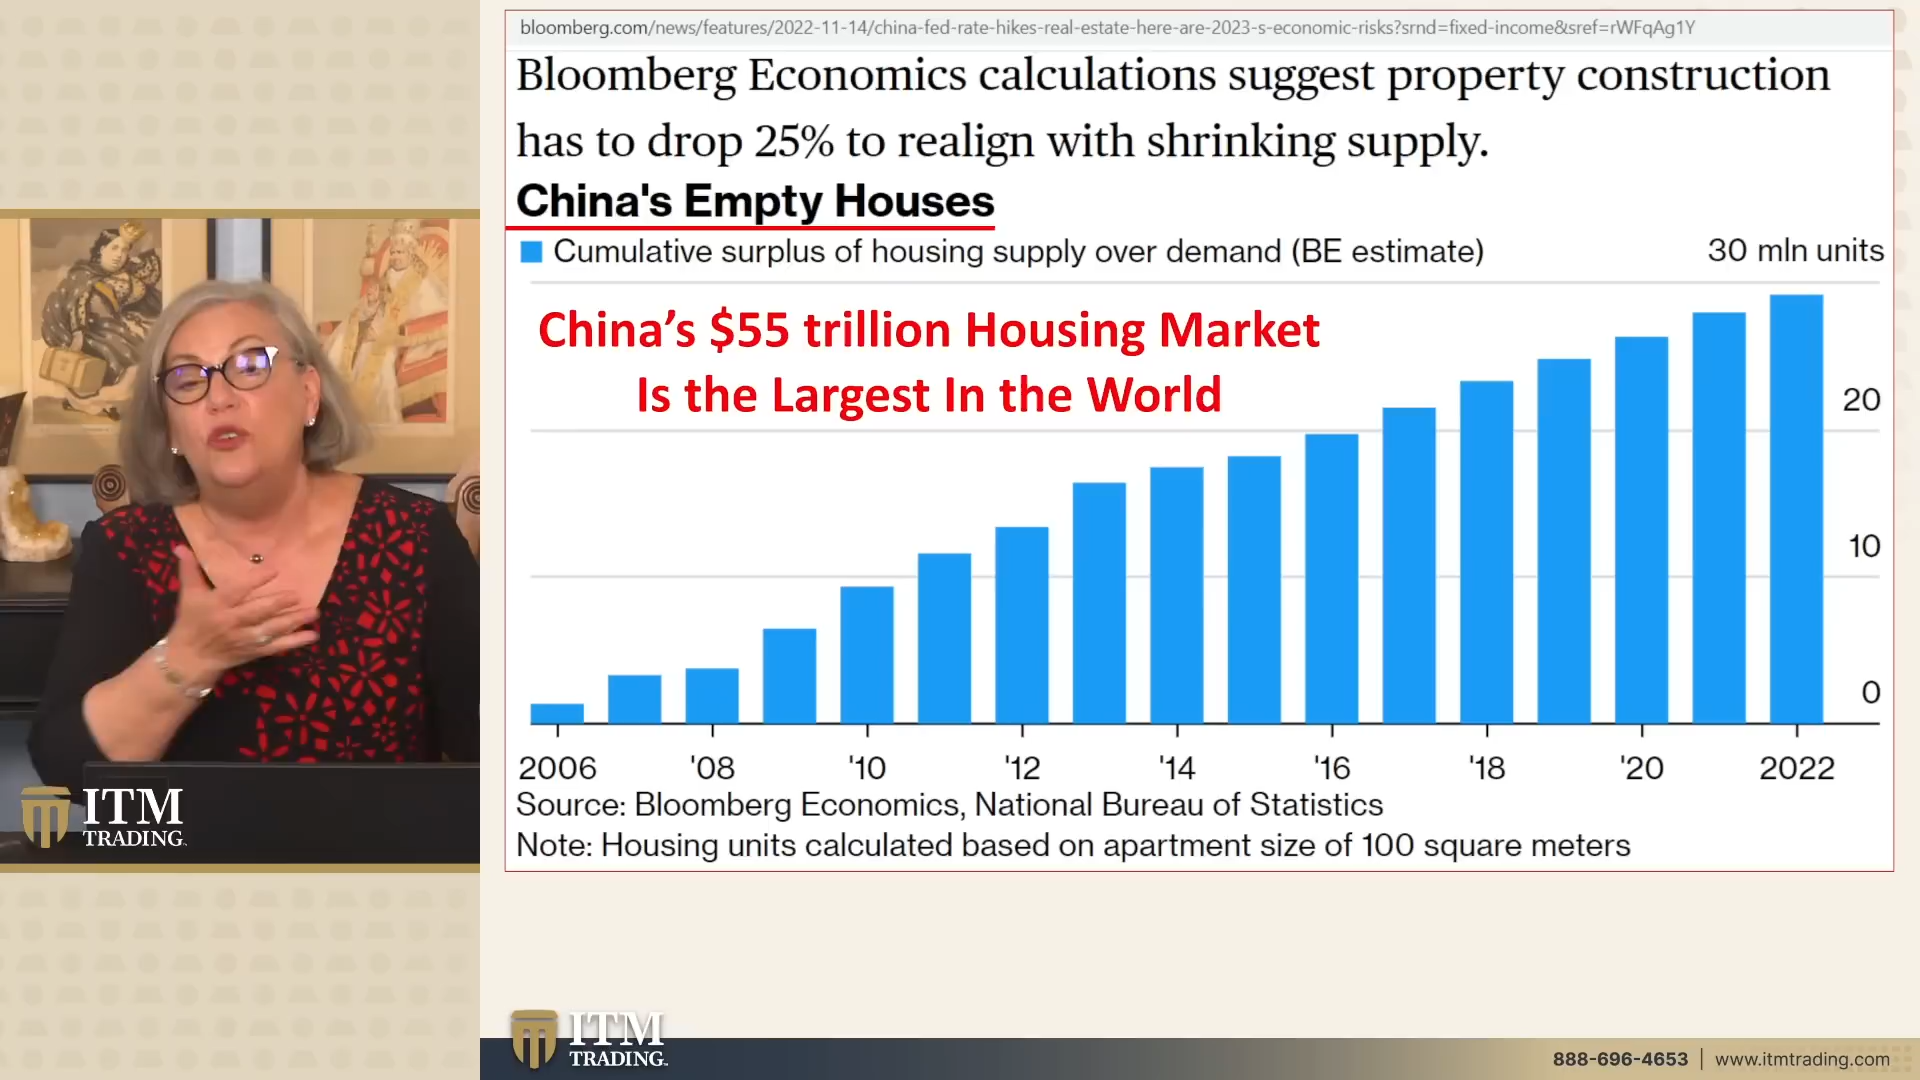 bloomberg.com/news/features/2022-11-14/china-fed-rate-hikes-real-estate-here-are-2023-s-economic-risks?srnd=fixed-income&sref=rWFqAg1Y
Bloomberg Economics calculations suggest property construction
has to drop 25% to realign with shrinking supply.
China's Empty Houses
Cumulative surplus of housing supply over demand (BE estimate)
30 mln units
China's $55 trillion Housing Market
Is the Largest In the World
20
10
0
2006 '08 '10 '12 '14 '16 '18 '20 2022
Source: Bloomberg Economics, National Bureau of Statistics
Note: Housing units calculated based on apartment size of 100 square meters
ITM
TRADING
ITM
TRADING
888-696-4653 | www.itmtrading.com